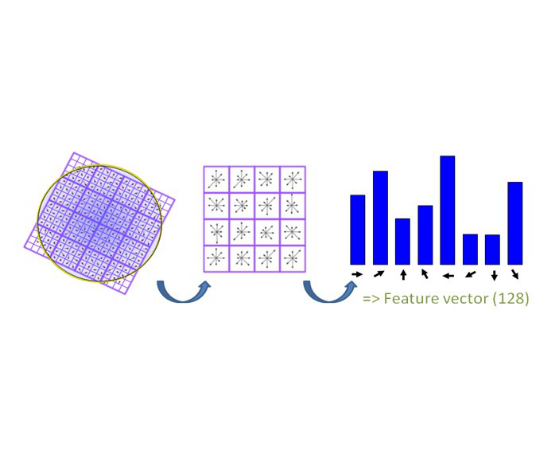 => Feature vector (128)